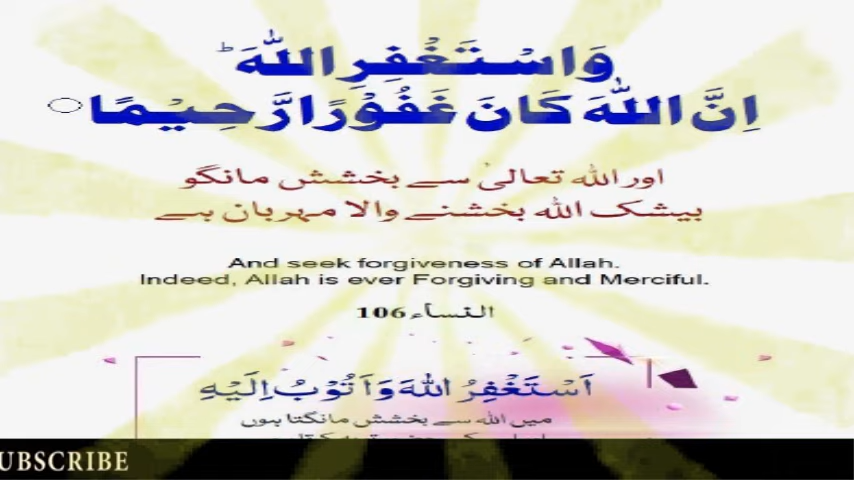 وَاسْتَغْفِرِ اللّٰهَ ؕ
اِنَّ اللّٰهَ كَانَ غَفُوْرًا رَّحِيْمًا
اور اللہ تعالیٰ سے بخشش مانگو
بیشک اللہ بخشنے والا مہربان ہے
And seek forgiveness of Allah.
Indeed, Allah is ever Forgiving and Merciful.
النساء 106
اَسْتَغْفِرُ اللّٰهَ وَاَتُوْبُ اِلَيْهِ
میں اللہ سے بخشش مانگتا ہوں
UBSCRIBE